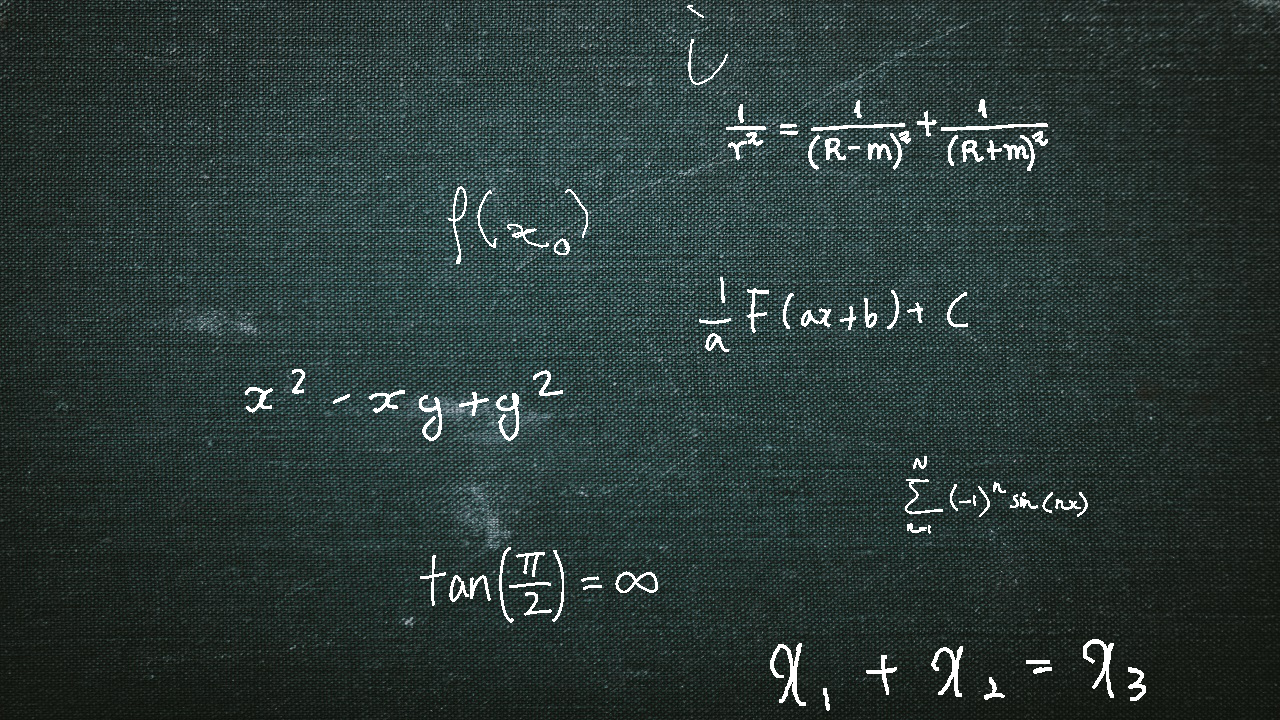 i
\frac{1}{r^2} = \frac{1}{(R-m)^2} + \frac{1}{(R+m)^2}
f(x_0)
\frac{1}{a} F(ax+b) + C
x^2 - xy + y^2
\sum_{n=1}^{N} (-1)^n \sin(nx)
\tan\left(\frac{\pi}{2}\right) = \infty
x_1 + x_2 = x_3